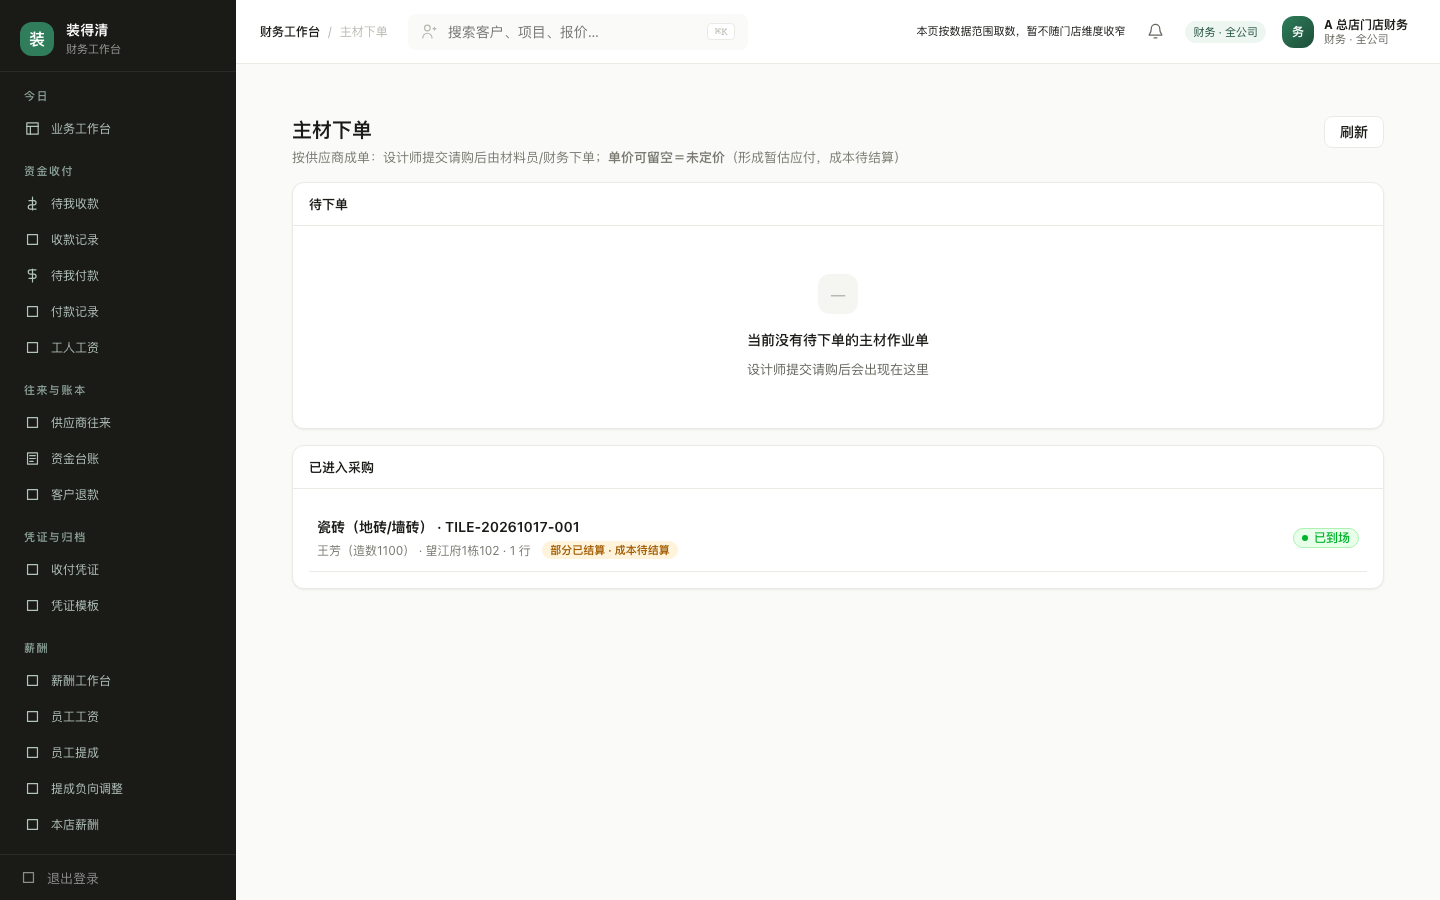 装
装得清
财务工作台
今日
业务工作台
资金收付
待我收款
收款记录
待我付款
付款记录
工人工资
往来与账本
供应商往来
资金台账
客户退款
凭证与归档
收付凭证
凭证模板
薪酬
薪酬工作台
员工工资
员工提成
提成负向调整
本店薪酬
退出登录
财务工作台 / 主材下单
搜索客户、项目、报价... ⌘K
本页按数据范围取数，暂不随门店维度收窄
财务 · 全公司
务
A 总店门店财务
财务 · 全公司
主材下单
刷新
按供应商成单：设计师提交请购后由材料员/财务下单；单价可留空＝未定价（形成暂估应付，成本待结算）
待下单
当前没有待下单的主材作业单
设计师提交请购后会出现在这里
已进入采购
瓷砖（地砖/墙砖） · TILE-20261017-001
王芳（造数1100） · 望江府1栋102 · 1 行 部分已结算 · 成本待结算
已到场